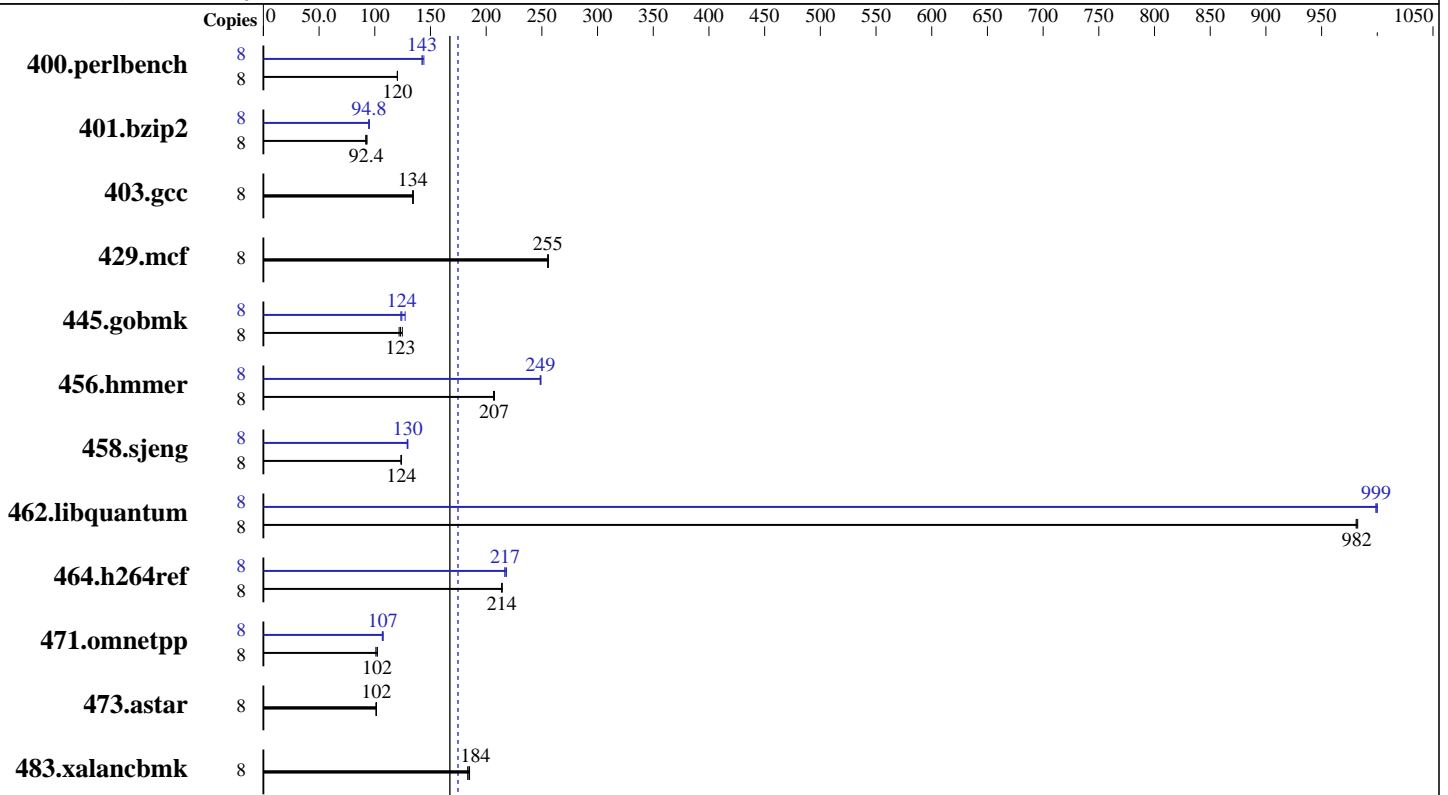 Copies 0 50.0 100 150 200 250 300 350 400 450 500 550 600 650 700 750 800 850 900 950 1050
400.perlbench 8 143
8 120
401.bzip2 8 94.8
8 92.4
403.gcc 8 134
429.mcf 8 255
445.gobmk 8 124
8 123
456.hmmer 8 249
8 207
458.sjeng 8 130
8 124
462.libquantum 8 999
8 982
464.h264ref 8 217
8 214
471.omnetpp 8 107
8 102
473.astar 8 102
483.xalancbmk 8 184